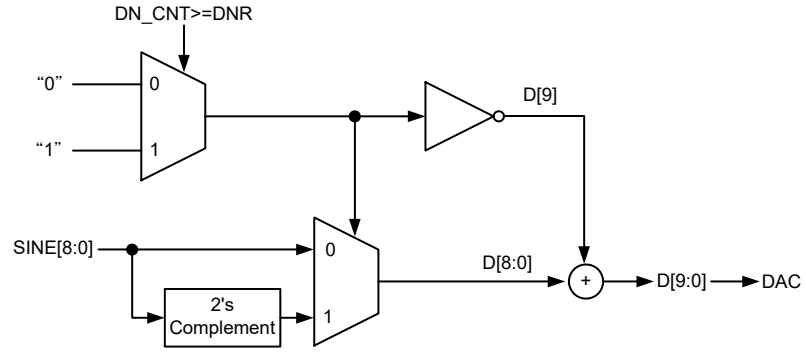 DN_CNT>=DNR
“0”
0
“1”
1
D[9]
SINE[8:0]
0
2's
Complement
1
D[8:0]
+
D[9:0]
DAC